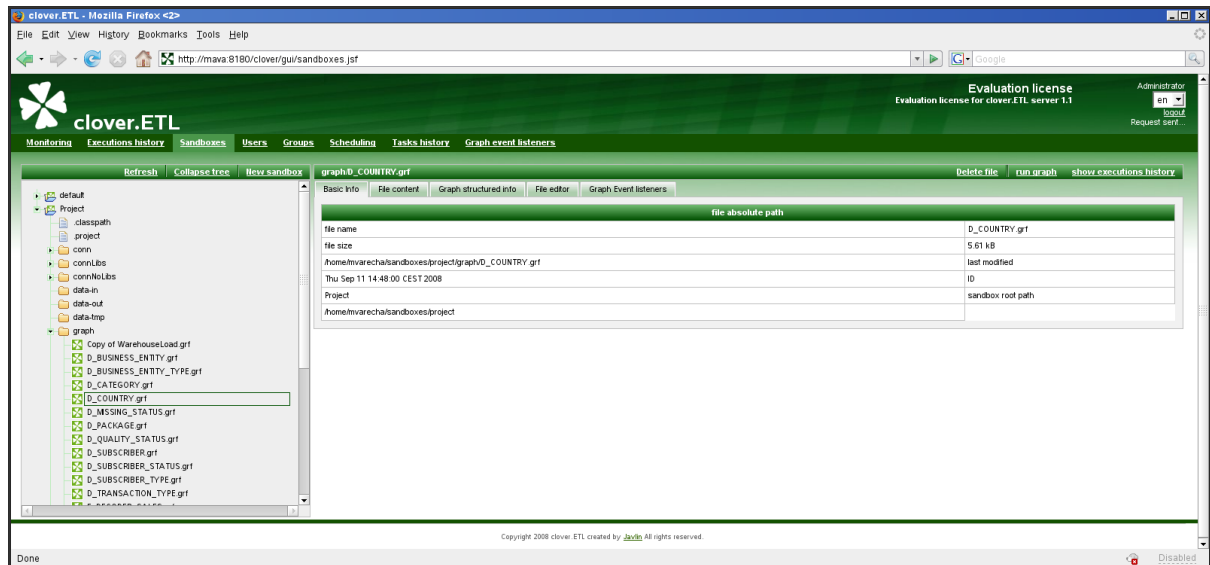 clover.ETL - Mozilla Firefox <2>
File Edit View History Bookmarks Tools Help
http://mava:8180/clover/gui/sandboxes.jsf
Google
clover.ETL
Evaluation license
Evaluation license for clover.ETL server 1.1
Administrator
en
logout
Request sent...
Monitoring Executions history Sandboxes Users Groups Scheduling Tasks history Graph event listeners
Refresh Collapse tree New sandbox
default
Project
.classpath
.project
conn
connLibs
connNoLibs
data-in
data-out
data-tmp
graph
Copy of WarehouseLoad.grf
D_BUSINESS_ENTITY.grf
D_BUSINESS_ENTITY_TYPE.grf
D_CATEGORY.grf
D_COUNTRY.grf
D_MISSING_STATUS.grf
D_PACKAGE.grf
D_QUALITY_STATUS.grf
D_SUBSCRIBER.grf
D_SUBSCRIBER_STATUS.grf
D_SUBSCRIBER_TYPE.grf
D_TRANSACTION_TYPE.grf
graph/D_COUNTRY.grf Delete file run graph show executions history
Basic Info File content Graph structured info File editor Graph Event listeners
file absolute path
file name D_COUNTRY.grf
file size 5.61 kB
/home/mvarecha/sandboxes/project/graph/D_COUNTRY.grf last modified
Thu Sep 11 14:48:00 CEST 2008 ID
Project sandbox root path
/home/mvarecha/sandboxes/project
Copyright 2008 clover.ETL created by Javlin All rights reserved.
Done Disabled